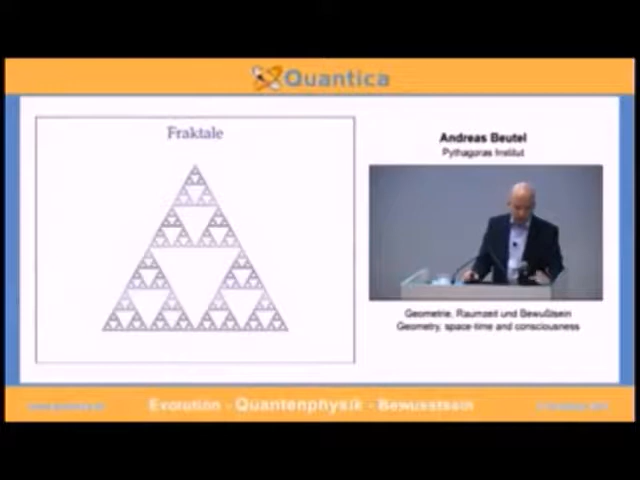 Quantica
Fraktale
Andreas Beutel
Pythagoras Institut
Geometrie, Raumzeit und Bewußtsein
Geometry, space-time and consciousness
Evolution - Quantenphysik - Bewusstsein